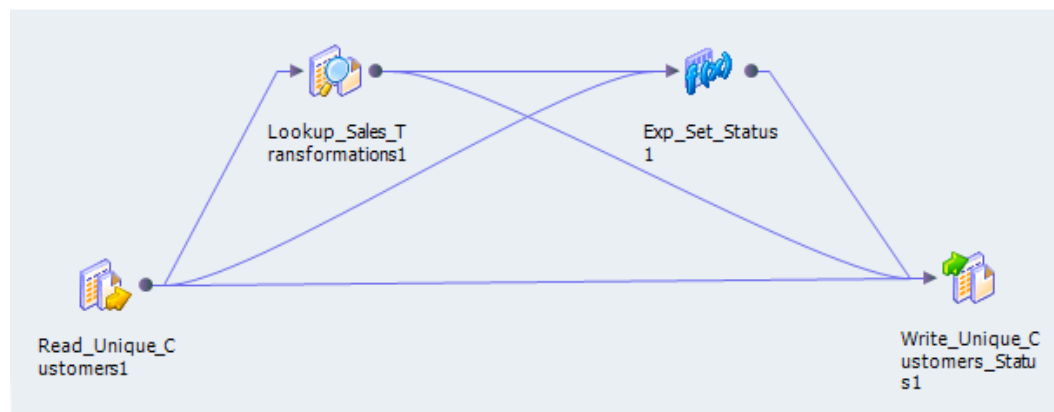 Lookup_Sales_T
ransformations1
f(x)
Exp_Set_Status
1
Read_Unique_C
ustomers1
Write_Unique_C
ustomers_Statu
s1